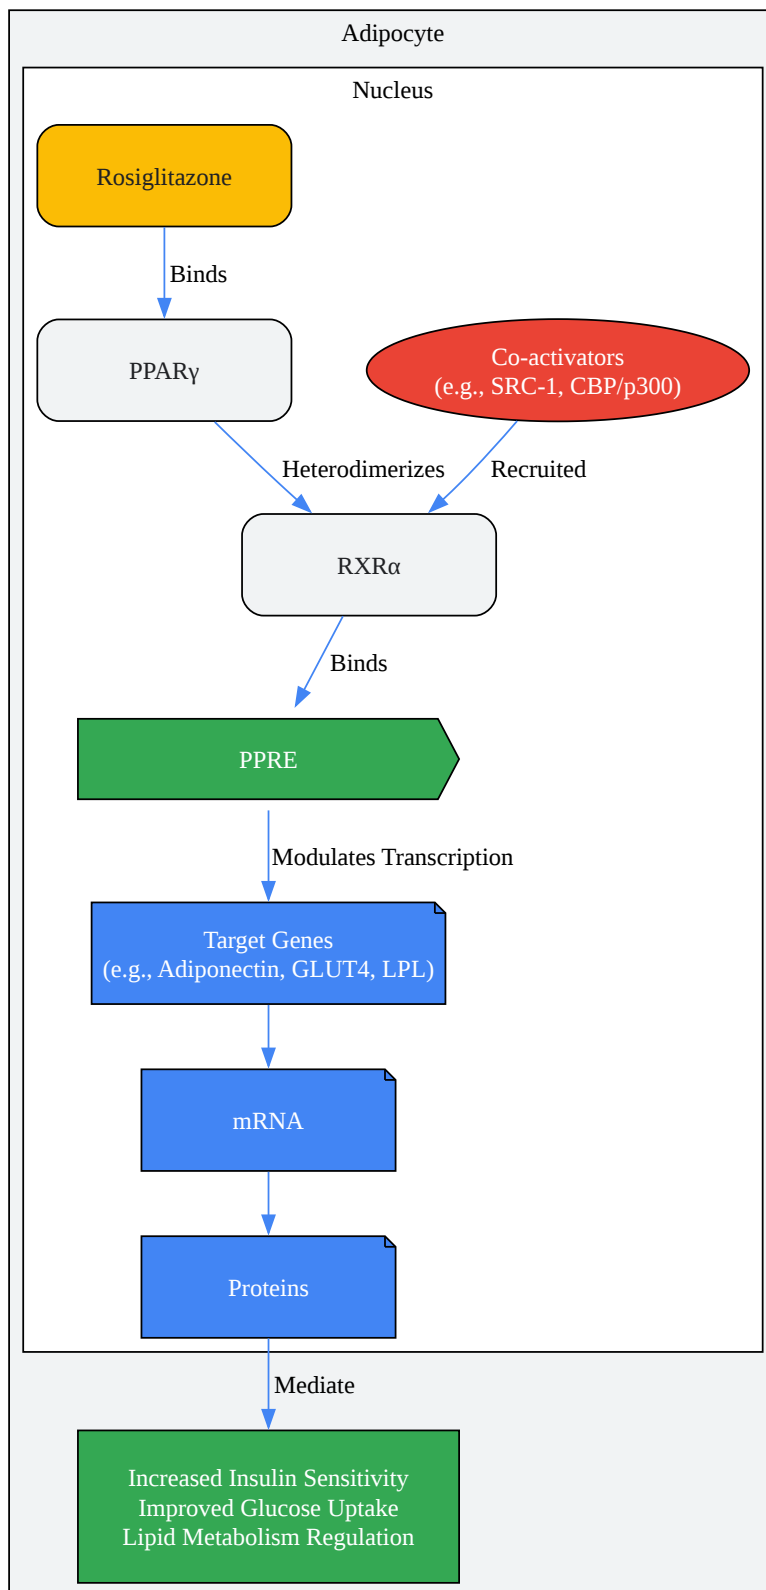 Adipocyte
Nucleus
Rosiglitazone
Binds
PPARγ
Co-activators
(e.g., SRC-1, CBP/p300)
Heterodimerizes
Recruited
RXRα
Binds
PPRE
Modulates Transcription
Target Genes
(e.g., Adiponectin, GLUT4, LPL)
mRNA
Proteins
Mediate
Increased Insulin Sensitivity
Improved Glucose Uptake
Lipid Metabolism Regulation